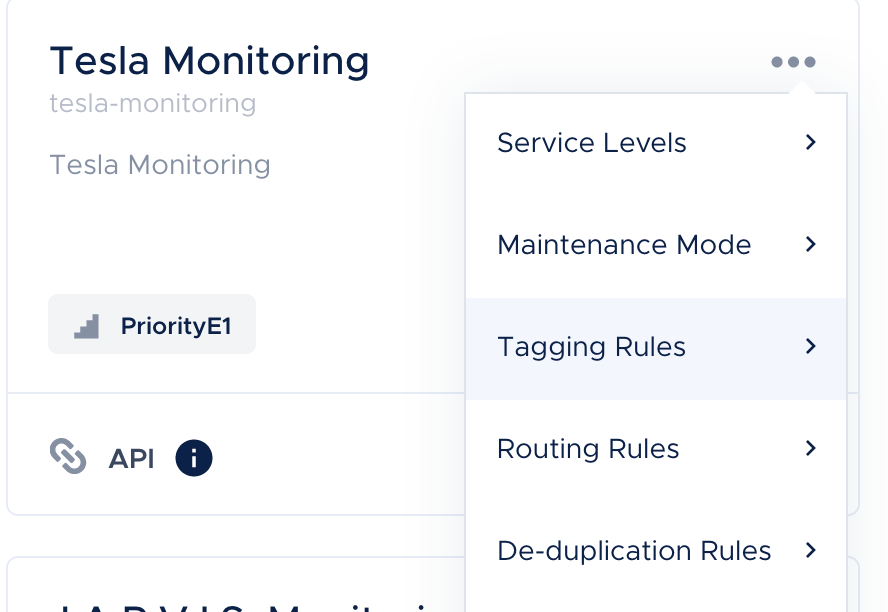 Tesla Monitoring
tesla-monitoring
Tesla Monitoring
PriorityE1
API
Service Levels
Maintenance Mode
Tagging Rules
Routing Rules
De-duplication Rules